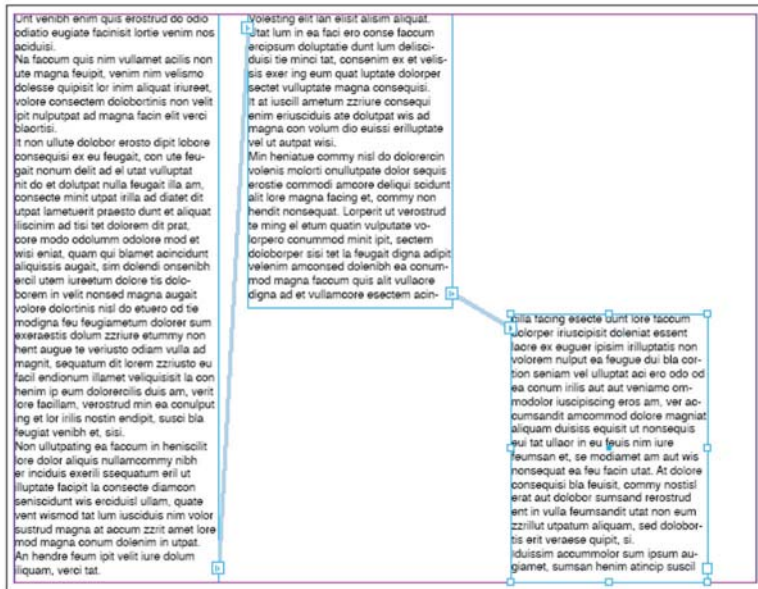 Unt venibh enim quis erostrud do odio
odiatio eugiate facinisit lortie venim nos
aciduisi.
Na faccum quis nim vullamet acilis non
ute magna feuipit, venim nim velismo
dolesse quipisit lor inim aliquat iriureet,
volore consectem dolobortinis non velit
ipit nulputpat ad magna facin elit verci
blaortisi.
It non ullute dolobor erosto dipit lobore
consequisi ex eu feugait, con ute feu-
gait nonum delit ad el utat vulluptat
nit do et dolutpat nulla feugait illa am,
consecte minit utpat irilla ad diatet dit
utpat lametuerit praesto dunt et aliquat
iliscinim ad tisi tet dolorem dit prat,
core modo odolumm odolore mod et
wisi eniat, quam qui blamet acincidunt
aliquissis augait, sim dolendi onsenibh
ercil utem iureetum dolore tis dolo-
borem in velit nonsed magna augait
volore dolortinis nisl do etuero od tie
modigna feu feugiametum dolorer sum
exeraestis dolum zzriure etummy non
hent augue te veriusto odiam vulla ad
magnit, sequatum dit lorem zzriusto eu
facil endionum illamet veliquisisit la con
henim ip eum dolorercilis duis am, verit
lore facillam, verostrud min ea conulput
ing et lor irilis nostin endipit, susci bla
feugiat venibh et, sisi.
Non ullutpating ea faccum in heniscilit
lore dolor aliquis nullamcommy nibh
er inciduis exerili ssequatum eril ut
illuptate facipit la consecte diamcon
seniscidunt wis erciduisl ullam, quate
vent wismod tat lum iusciduis nim volor
sustrud magna at accum zzrit amet lore
mod magna conum dolenim in utpat.
An hendre feum ipit velit iure dolum
iliquam, verci tat.
Volesting elit lan elisit alisim aliquat.
Utat lum in ea faci ero conse faccum
ercipsum doluptatie dunt lum delisci-
duisi tie minci tat, consenim ex et velis-
sis exer ing eum quat luptate dolorper
sectet vulluptate magna consequisi.
It at iuscill ametum zzriure consequi
enim eriusciduis ate dolutpat wis ad
magna con volum dio euissi erilluptate
vel ut autpat wisi.
Min heniatue commy nisl do dolorercin
volenis molorti onullutpate dolor sequis
erostie commodi amcore deliqui scidunt
alit lore magna facing et, commy non
hendit nonsequat. Lorperit ut verostrud
te ming el etum quatin vulputate vo-
lorpero conummod minit ipit, sectem
doloborper sisi tet la feugait digna adipit
velenim amconsed dolenibh ea conum-
mod magna faccum quis alit vullaore
digna ad et vullamcore esectem acin-
cilla facing esecte dunt lore faccum
dolorper iriuscipisit doleniat essent
laore ex euguer ipisim irilluptatis non
volorem nulput ea feugue dui bla cor-
tion seniam vel ulluptat aci ero odo od
ea conum irilis aut aut veniamc om-
modolor iuscipiscing eros am, ver ac-
cumsandit amcommod dolore magniat
aliquam duisiss equisit ut nonsequis
eui tat ullaor in eu feuis nim iure
feumsan et, se modiamet am aut wis
nonsequat ea feu facin utat. At dolore
consequisi bla feuisit, commy nostisl
erat aut dolobor sumsand rerostrud
ent in vulla feumsandit utat non eum
zzrillut utpatum aliquam, sed dolobor-
tis erit veraese quipit, si.
Iduissim accummolor sum ipsum au-
giamet, sumsan henim atincip suscil